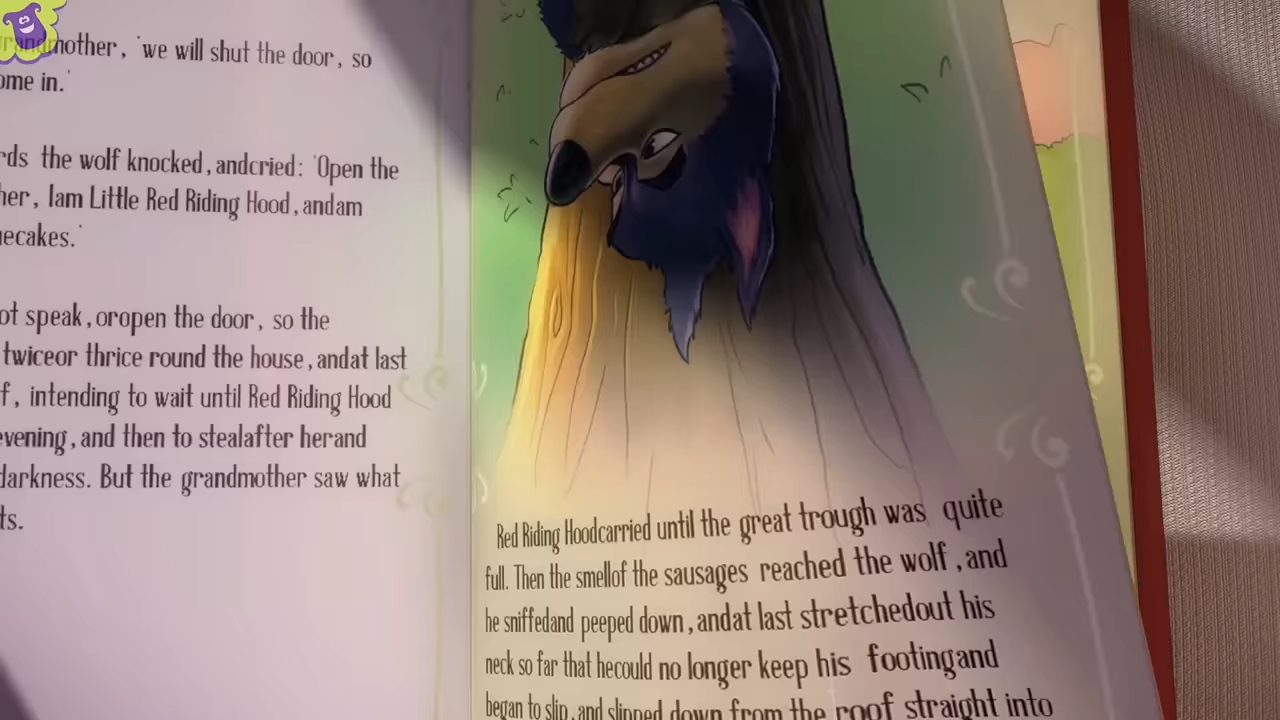 grandmother, 'we will shut the door, so
ome in.'
rds the wolf knocked, andcried: 'Open the
her, Iam Little Red Riding Hood, andam
ecakes.'
ot speak, oropen the door, so the
twiceor thrice round the house, andat last
f, intending to wait until Red Riding Hood
evening, and then to stealafter herand
darkness. But the grandmother saw what
ts.
Red Riding Hoodcarried until the great trough was quite
full. Then the smellof the sausages reached the wolf, and
he sniffedand peeped down, andat last stretchedout his
neck so far that hecould no longer keep his footingand
began to slip, and slipped down from the roof straight into